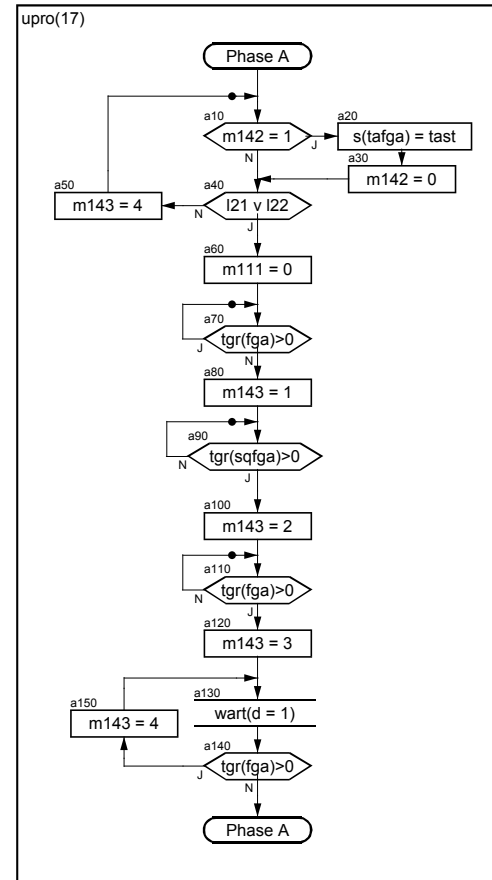 upro(17)
Phase A
a10
m142 = 1
J
N
a20
s(tafga) = tast
a30
m142 = 0
a40
l21 v l22
N
J
a50
m143 = 4
a60
m111 = 0
a70
tgr(fga)>0
J
N
a80
m143 = 1
a90
tgr(sqfga)>0
N
J
a100
m143 = 2
a110
tgr(fga)>0
N
J
a120
m143 = 3
a130
wart(d = 1)
a150
m143 = 4
a140
tgr(fga)>0
J
N
Phase A